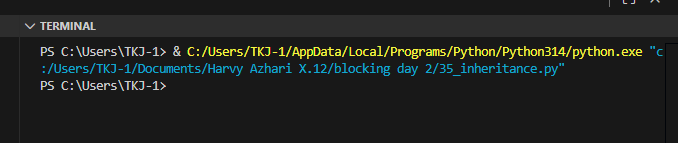 TERMINAL
PS C:\Users\TKJ-1> & C:/Users/TKJ-1/AppData/Local/Programs/Python/Python314/python.exe "c
:/Users/TKJ-1/Documents/Harvy Azhari X.12/blocking day 2/35_inheritance.py"
PS C:\Users\TKJ-1>